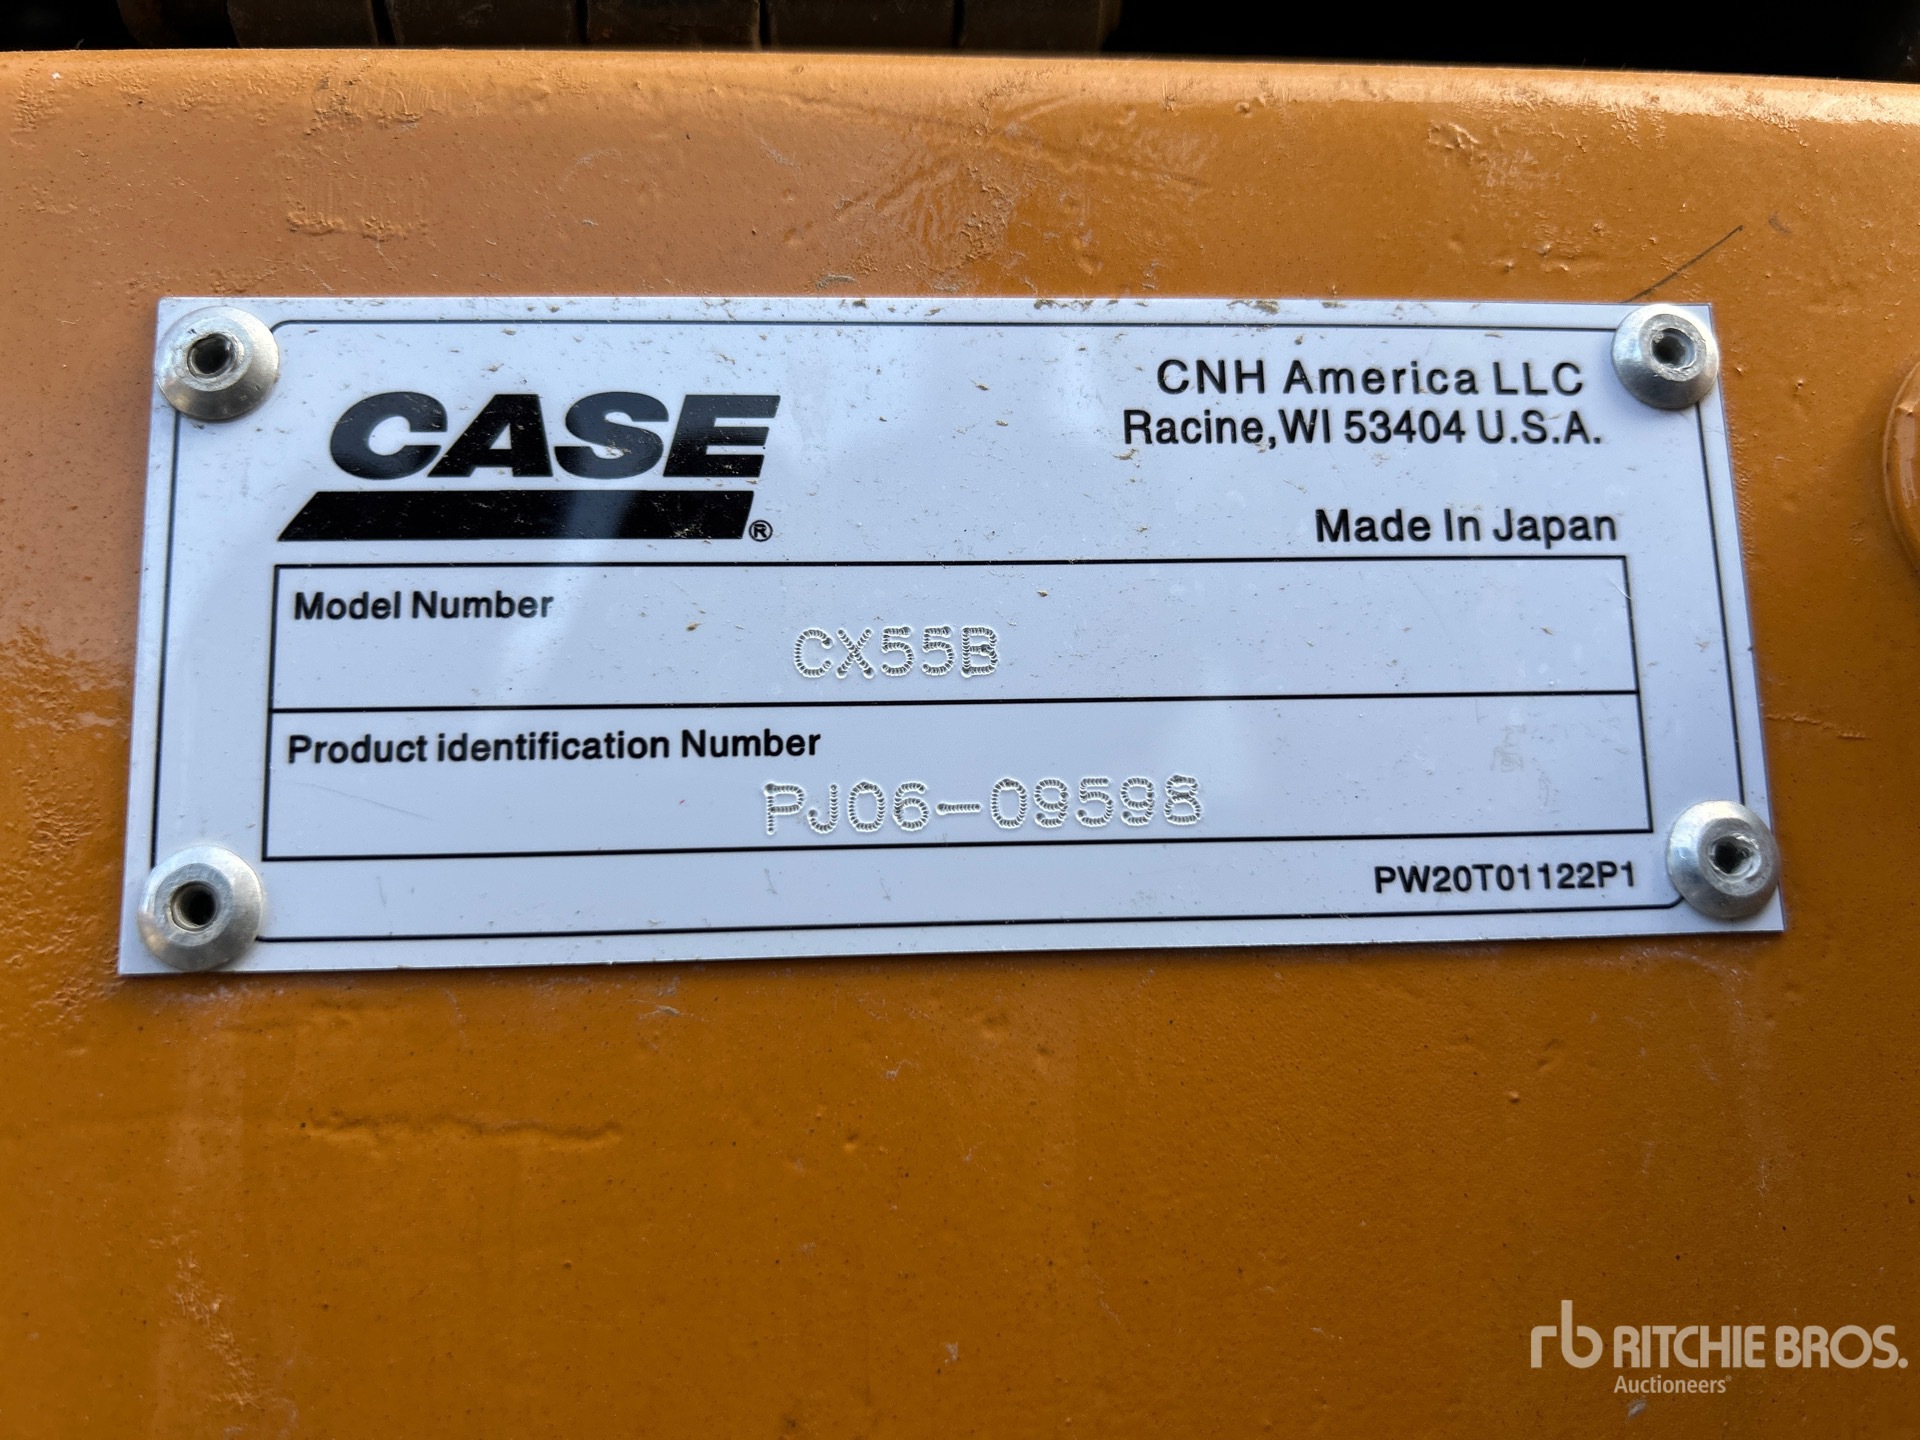 CASE®
CNH America LLC
Racine, WI 53404 U.S.A.
Made In Japan
Model Number
CX55B
Product identification Number
PJ06-09598
PW20T01122P1
rb RITCHIE BROS.
Auctioneers®